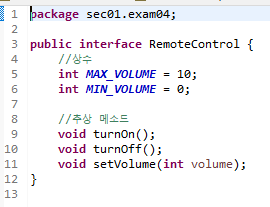 1 package sec01.exam04;
2
3 public interface RemoteControl {
4 //상수
5 int MAX_VOLUME = 10;
6 int MIN_VOLUME = 0;
7
8 //추상 메소드
9 void turnOn();
10 void turnOff();
11 void setVolume(int volume);
12 }
13